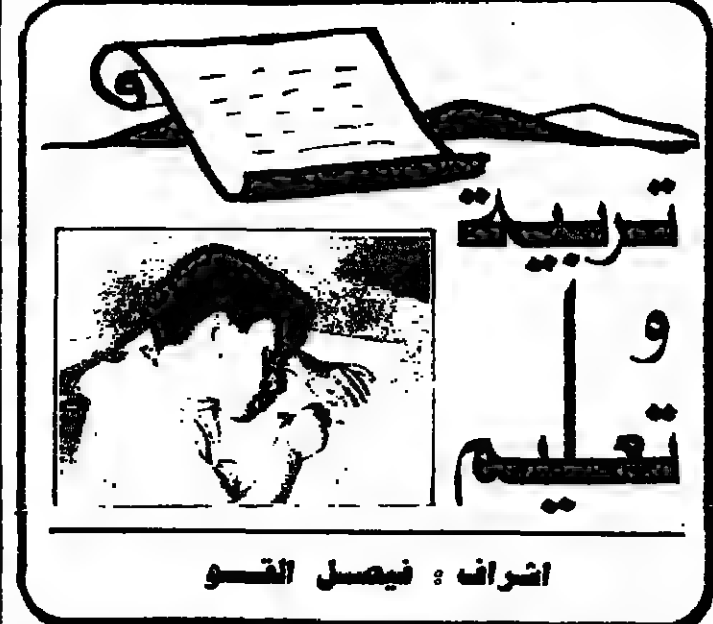 تربية
و
تعليم
اشراف : فيصل القو